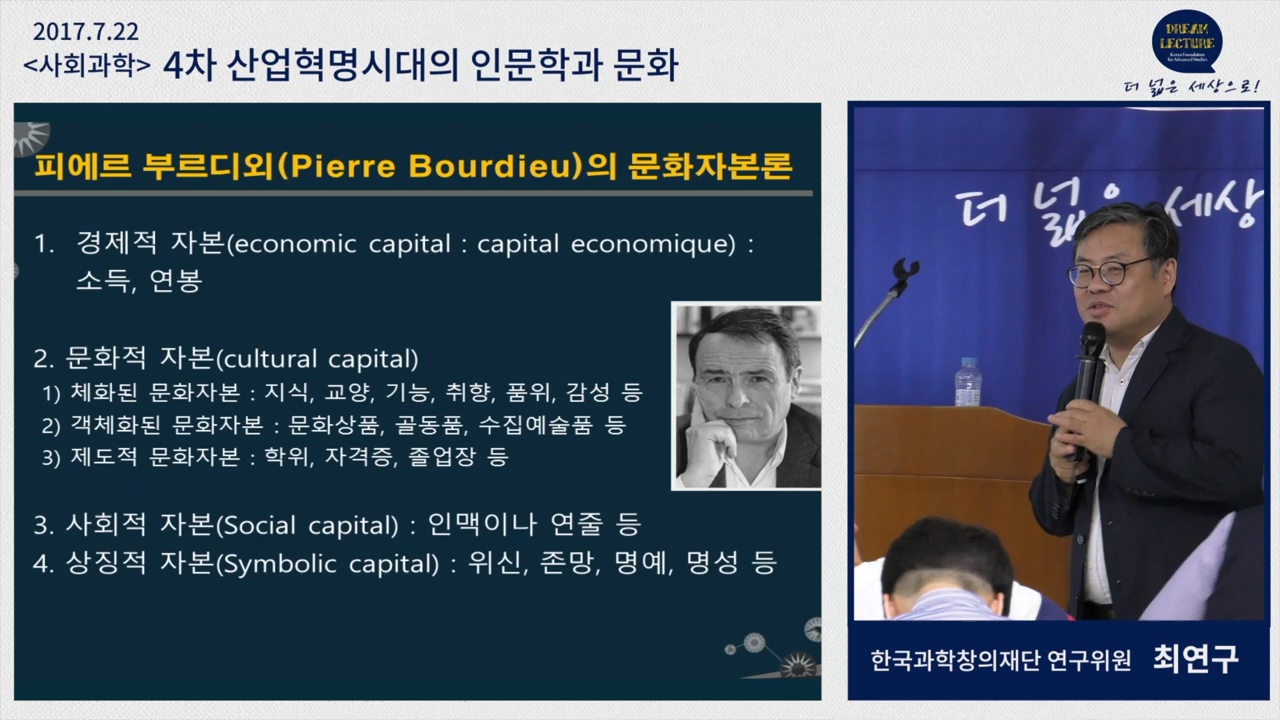 2017.7.22
<사회과학> 4차 산업혁명시대의 인문학과 문화
DREAM
LECTURE
Korea Foundation
for Advanced Studies
더 넓은 세상으로!
피에르 부르디외(Pierre Bourdieu)의 문화자본론
1. 경제적 자본(economic capital : capital economique) :
소득, 연봉
2. 문화적 자본(cultural capital)
1) 체화된 문화자본 : 지식, 교양, 기능, 취향, 품위, 감성 등
2) 객체화된 문화자본 : 문화상품, 골동품, 수집예술품 등
3) 제도적 문화자본 : 학위, 자격증, 졸업장 등
3. 사회적 자본(Social capital) : 인맥이나 연줄 등
4. 상징적 자본(Symbolic capital) : 위신, 존망, 명예, 명성 등
더 넓은 세상
한국과학창의재단 연구위원 최연구